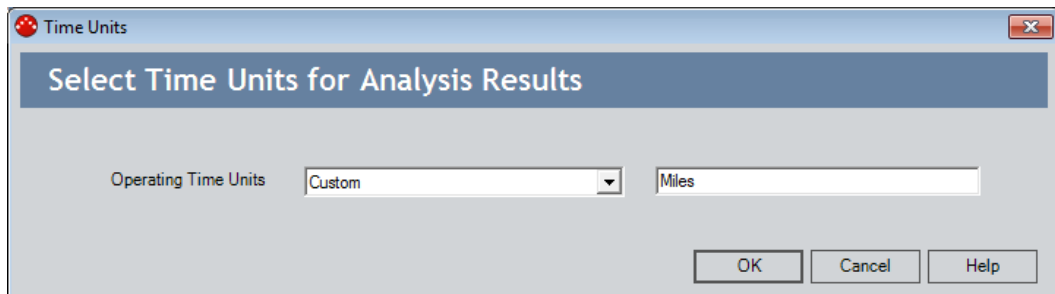 Time Units
Select Time Units for Analysis Results
Operating Time Units Custom Miles
OK Cancel Help